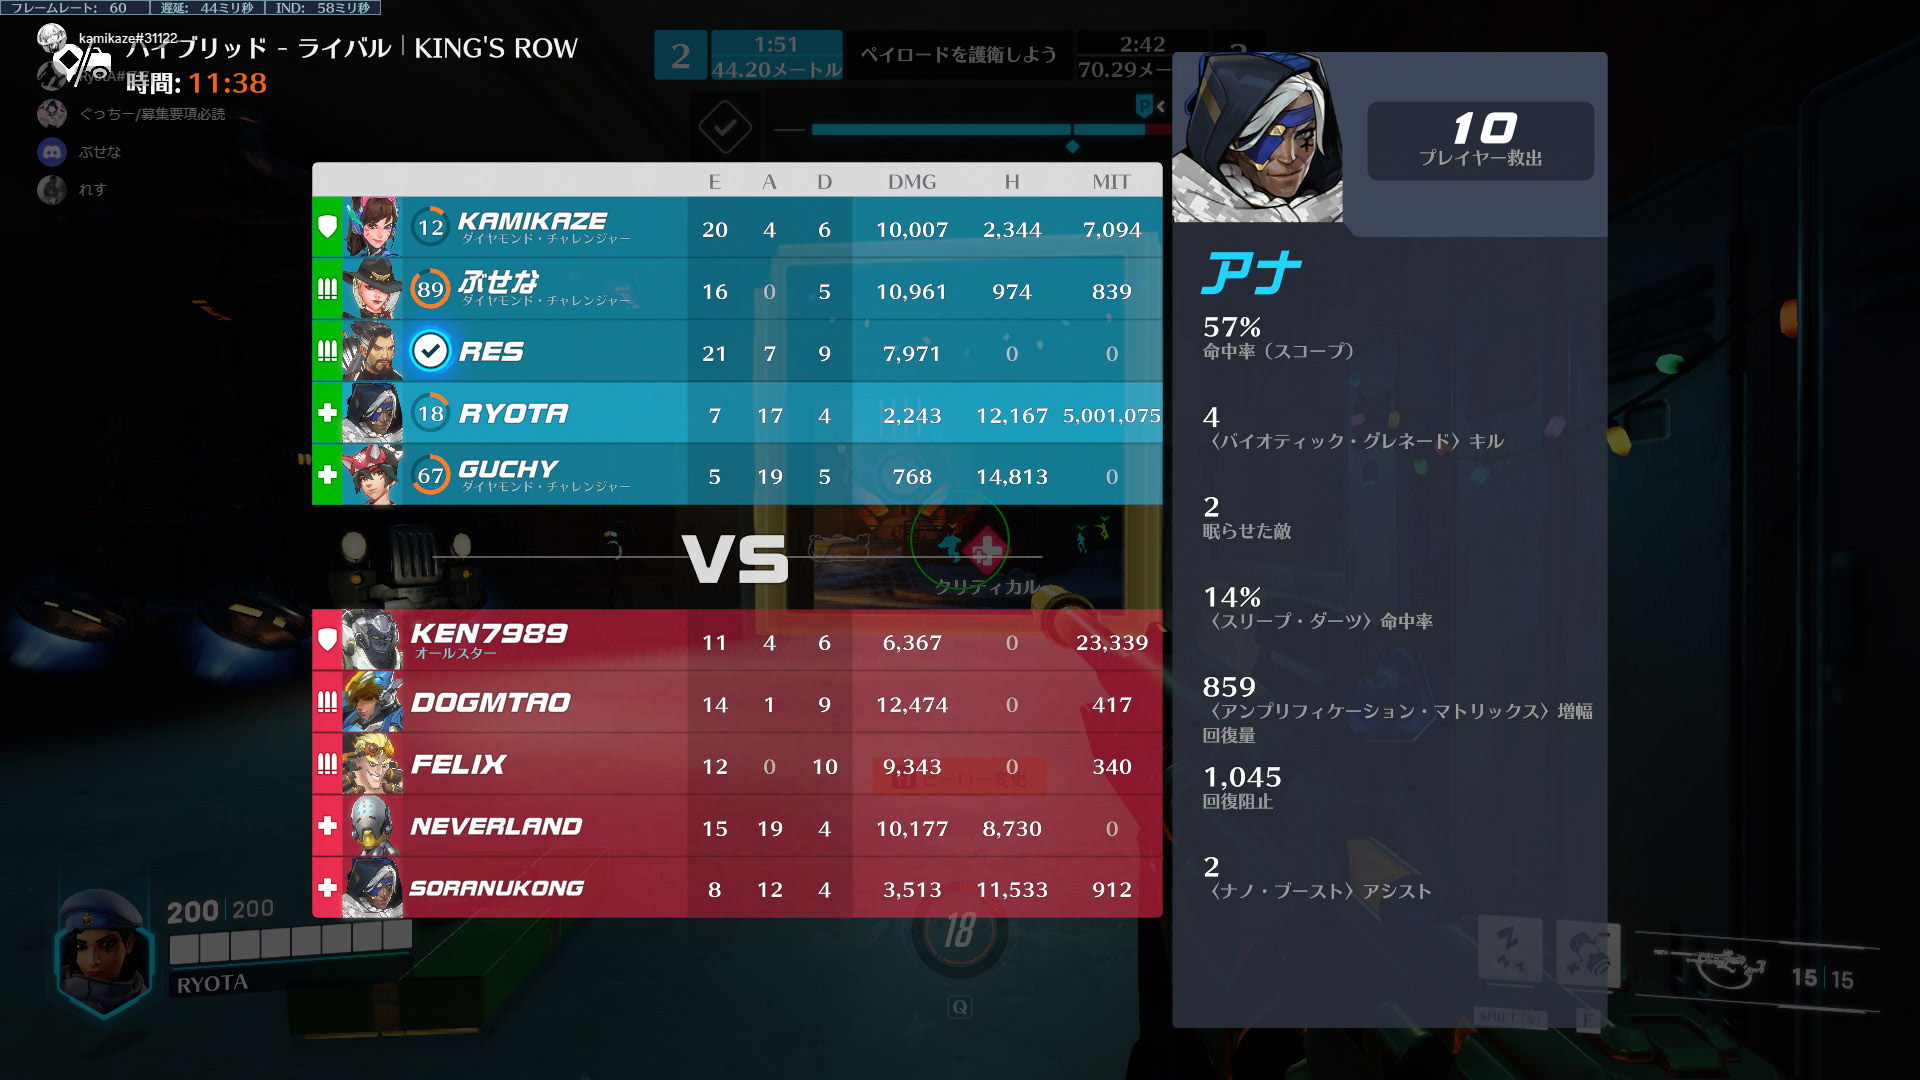 フレームレート: 60 遅延: 44ミリ秒 IND: 58ミリ秒
kamikaze#31122
ハイブリッド - ライバル | KING'S ROW
時間: 11:38
ぐっちー/募集要項必読
ぶせな
れす
2 1:51 44.20メートル ペイロードを護衛しよう 2:42 70.29メー
P
E A D DMG H MIT
12 KAMIKAZE 20 4 6 10,007 2,344 7,094
ダイヤモンド・チャレンジャー
89 ぶせな 16 0 5 10,961 974 839
ダイヤモンド・チャレンジャー
RES 21 7 9 7,971 0 0
18 RYOTA 7 17 4 2,243 12,167 5,001,075
67 GUCHY 5 19 5 768 14,813 0
ダイヤモンド・チャレンジャー
VS
クリティカル
KEN7989 11 4 6 6,367 0 23,339
オールスター
DOGMTAO 14 1 9 12,474 0 417
FELIX 12 0 10 9,343 0 340
ヒーロー変更
NEVERLAND 15 19 4 10,177 8,730 0
SORANUKONG 8 12 4 3,513 11,533 912
10
プレイヤー救出
アナ
57%
命中率（スコープ）
4
〈バイオティック・グレネード〉キル
2
眠らせた敵
14%
〈スリープ・ダーツ〉命中率
859
〈アンプリフィケーション・マトリックス〉増幅
回復量
1,045
回復阻止
2
〈ナノ・ブースト〉アシスト
200 | 200
RYOTA
18
Q
SHIFT (左)
E
15 | 15